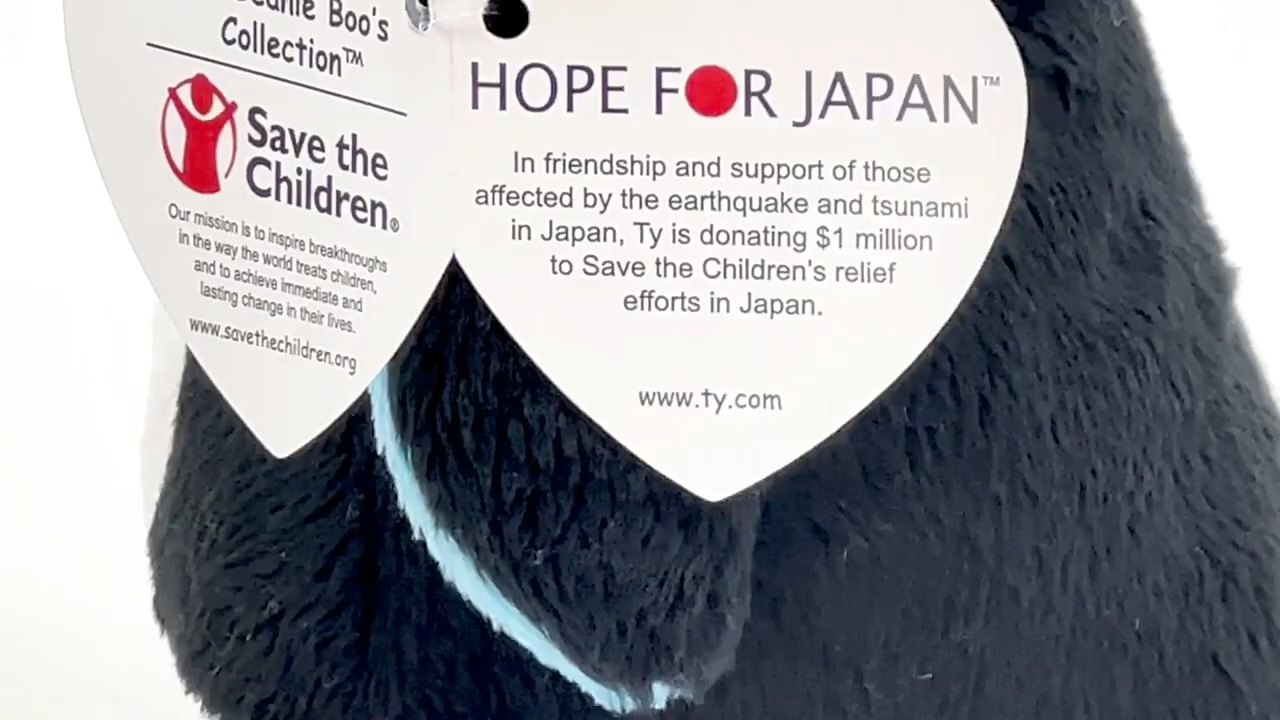 Boo's
Collection™
Save the
Children®
Our mission is to inspire breakthroughs
in the way the world treats children,
and to achieve immediate and
lasting change in their lives.
www.savethechildren.org
HOPE FOR JAPAN™
In friendship and support of those
affected by the earthquake and tsunami
in Japan, Ty is donating $1 million
to Save the Children's relief
efforts in Japan.
www.ty.com